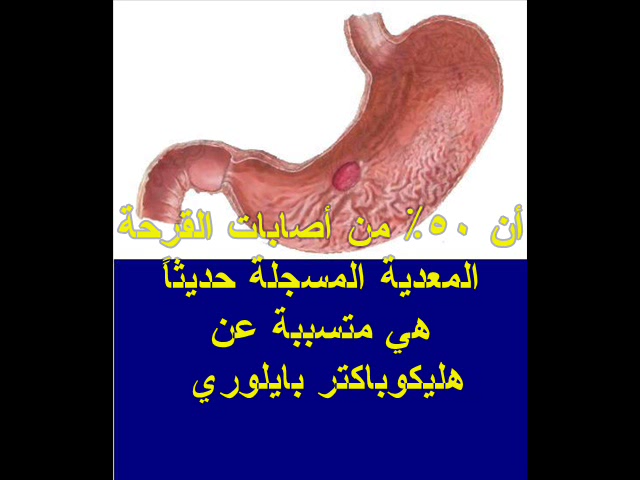 أن ٥٠٪ من أصابات القرحة
المعدية المسجلة حديثاً
هي متسببة عن
هليكوباكتر بايلوري